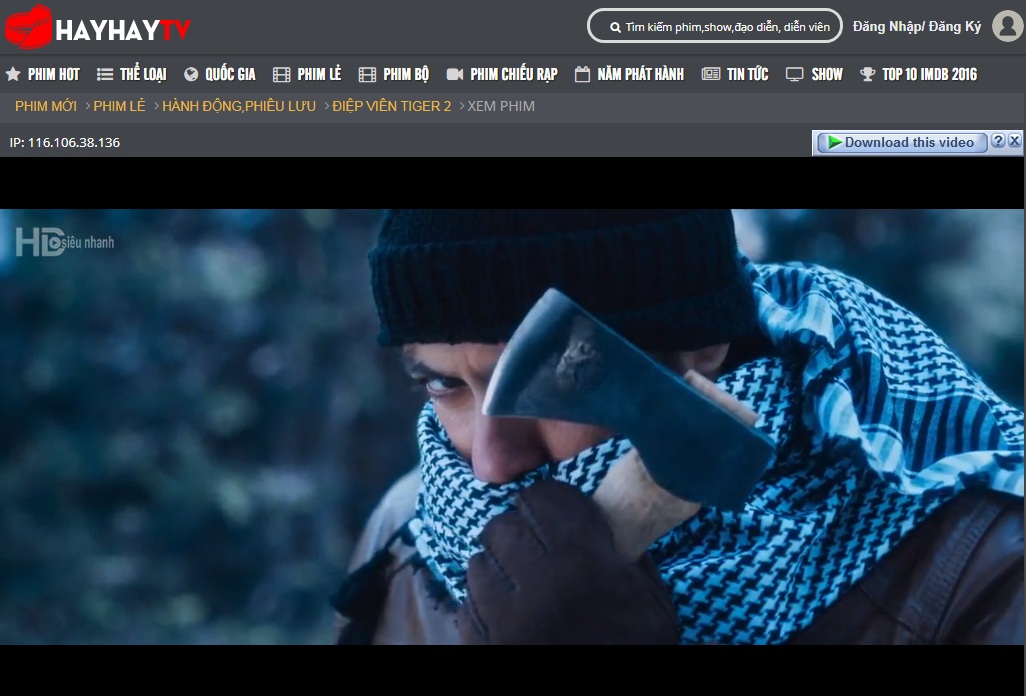 HAYHAYTV
Tìm kiếm phim,show,đạo diễn, diễn viên
Đăng Nhập/ Đăng Ký
PHIM HOT THỂ LOẠI QUỐC GIA PHIM LẺ PHIM BỘ PHIM CHIẾU RẠP NĂM PHÁT HÀNH TIN TỨC SHOW TOP 10 IMDB 2016
PHIM MỚI > PHIM LẺ > HÀNH ĐỘNG,PHIÊU LƯU > ĐIỆP VIÊN TIGER 2 > XEM PHIM
IP: 116.106.38.136
Download this video ? X
HD siêu nhanh